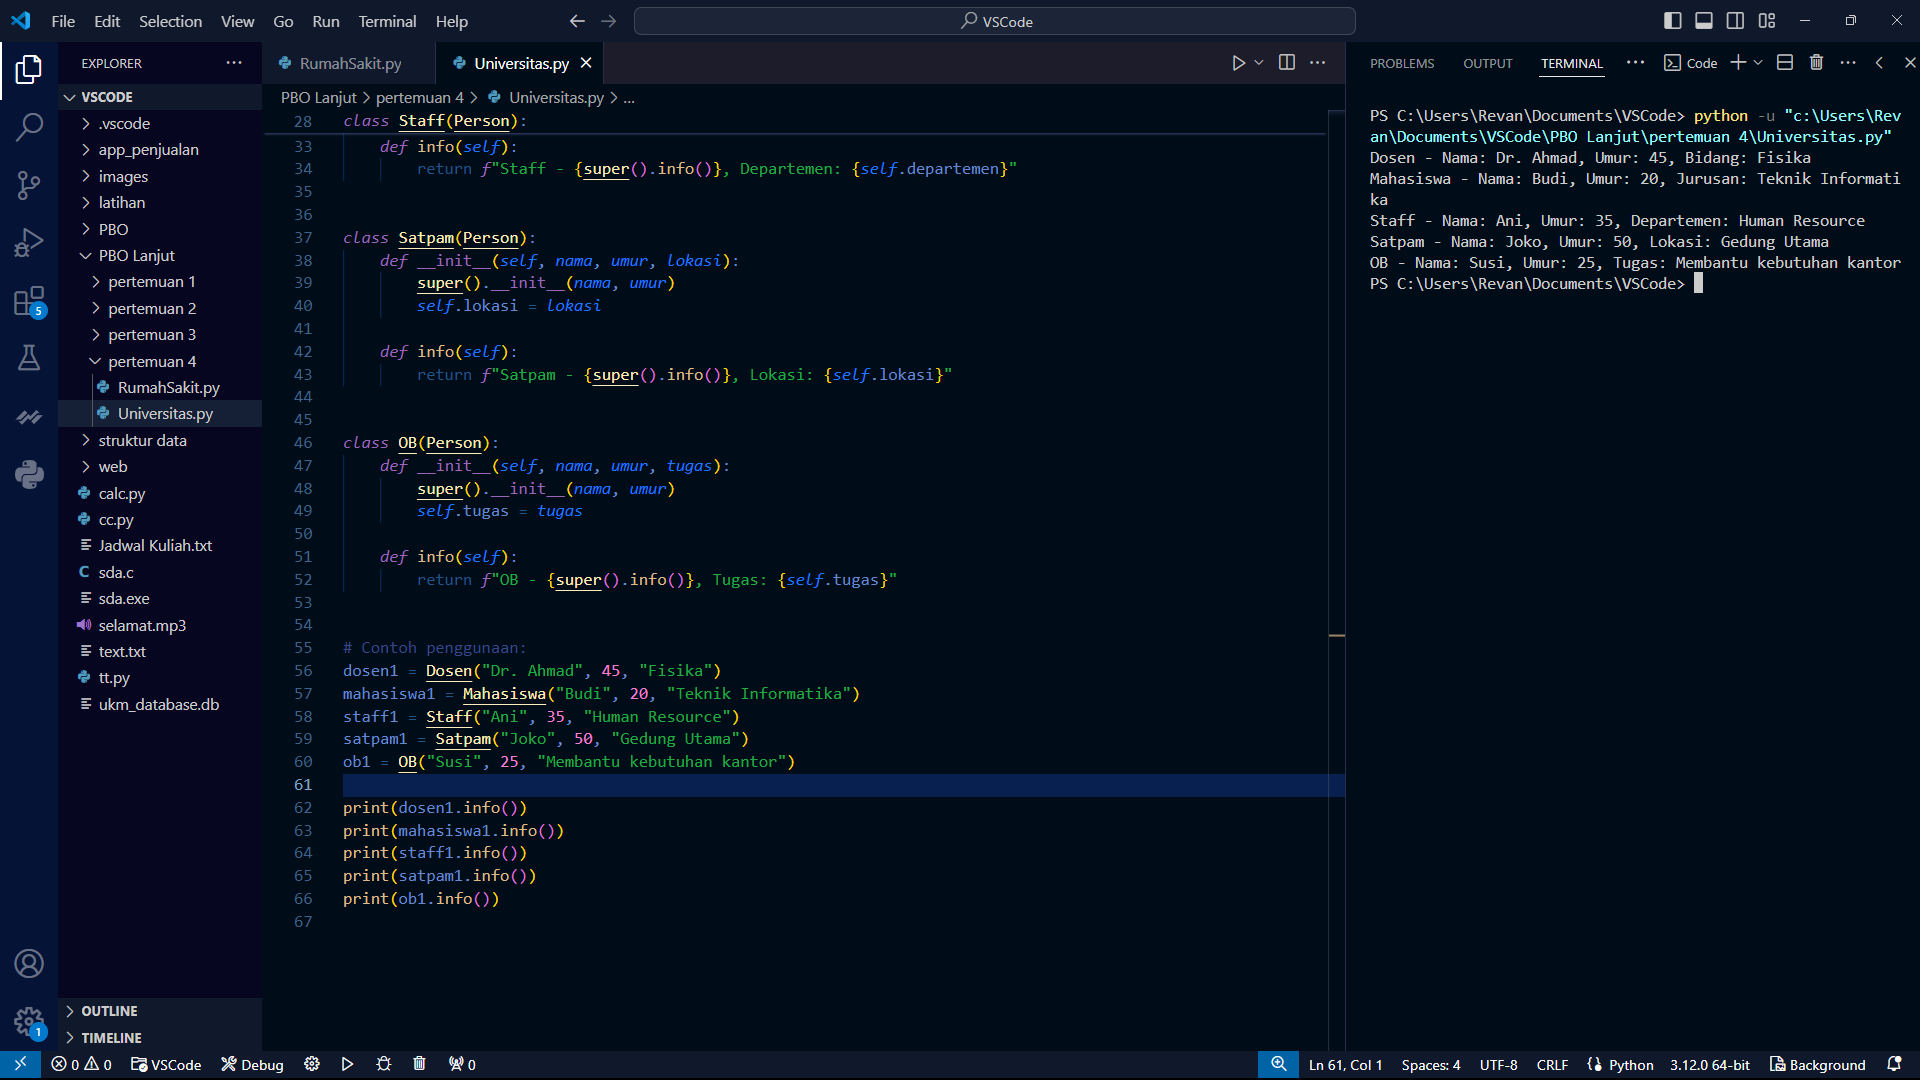 File Edit Selection View Go Run Terminal Help
VSCode
EXPLORER
VSCODE
.vscode
app_penjualan
images
latihan
PBO
PBO Lanjut
pertemuan 1
pertemuan 2
pertemuan 3
pertemuan 4
RumahSakit.py
Universitas.py
struktur data
web
calc.py
cc.py
Jadwal Kuliah.txt
sda.c
sda.exe
selamat.mp3
text.txt
tt.py
ukm_database.db
OUTLINE
TIMELINE
5
1
RumahSakit.py Universitas.py
PBO Lanjut > pertemuan 4 > Universitas.py > ...
28 class Staff(Person):
33 def info(self):
34 return f"Staff - {super().info()}, Departemen: {self.departemen}"
35
36
37 class Satpam(Person):
38 def __init__(self, nama, umur, lokasi):
39 super().__init__(nama, umur)
40 self.lokasi = lokasi
41
42 def info(self):
43 return f"Satpam - {super().info()}, Lokasi: {self.lokasi}"
44
45
46 class OB(Person):
47 def __init__(self, nama, umur, tugas):
48 super().__init__(nama, umur)
49 self.tugas = tugas
50
51 def info(self):
52 return f"OB - {super().info()}, Tugas: {self.tugas}"
53
54
55 # Contoh penggunaan:
56 dosen1 = Dosen("Dr. Ahmad", 45, "Fisika")
57 mahasiswa1 = Mahasiswa("Budi", 20, "Teknik Informatika")
58 staff1 = Staff("Ani", 35, "Human Resource")
59 satpam1 = Satpam("Joko", 50, "Gedung Utama")
60 ob1 = OB("Susi", 25, "Membantu kebutuhan kantor")
61
62 print(dosen1.info())
63 print(mahasiswa1.info())
64 print(staff1.info())
65 print(satpam1.info())
66 print(ob1.info())
67
PROBLEMS OUTPUT TERMINAL Code
PS C:\Users\Revan\Documents\VSCode> python -u "c:\Users\Rev
an\Documents\VSCode\PBO Lanjut\pertemuan 4\Universitas.py"
Dosen - Nama: Dr. Ahmad, Umur: 45, Bidang: Fisika
Mahasiswa - Nama: Budi, Umur: 20, Jurusan: Teknik Informati
ka
Staff - Nama: Ani, Umur: 35, Departemen: Human Resource
Satpam - Nama: Joko, Umur: 50, Lokasi: Gedung Utama
OB - Nama: Susi, Umur: 25, Tugas: Membantu kebutuhan kantor
PS C:\Users\Revan\Documents\VSCode>
0 0 VSCode Debug 0 Ln 61, Col 1 Spaces: 4 UTF-8 CRLF Python 3.12.0 64-bit Background